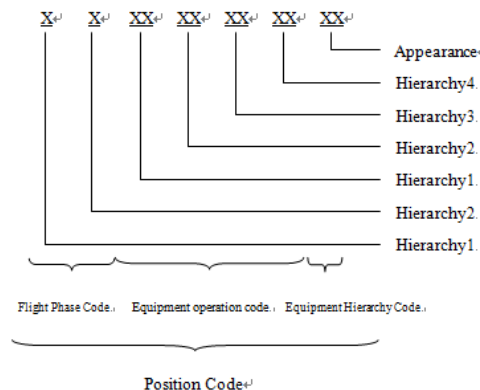 X X XX XX XX XX XX
Appearance
Hierarchy4.
Hierarchy3.
Hierarchy2.
Hierarchy1.
Hierarchy2.
Hierarchy1.
Flight Phase Code. Equipment operation code. Equipment Hierarchy Code.
Position Code